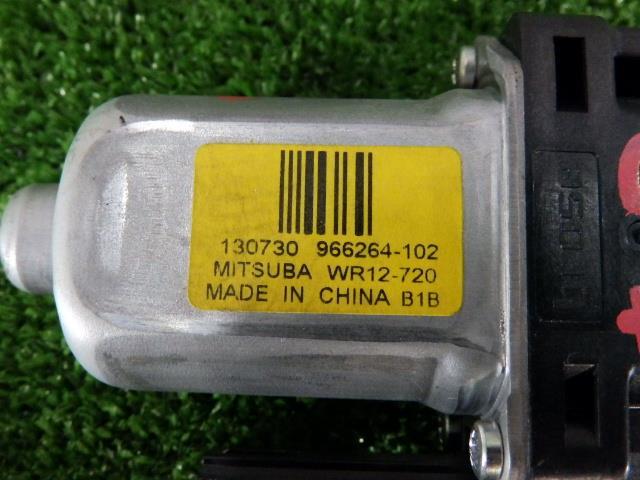 130730 966264-102
MITSUBA WR12-720
MADE IN CHINA B1B